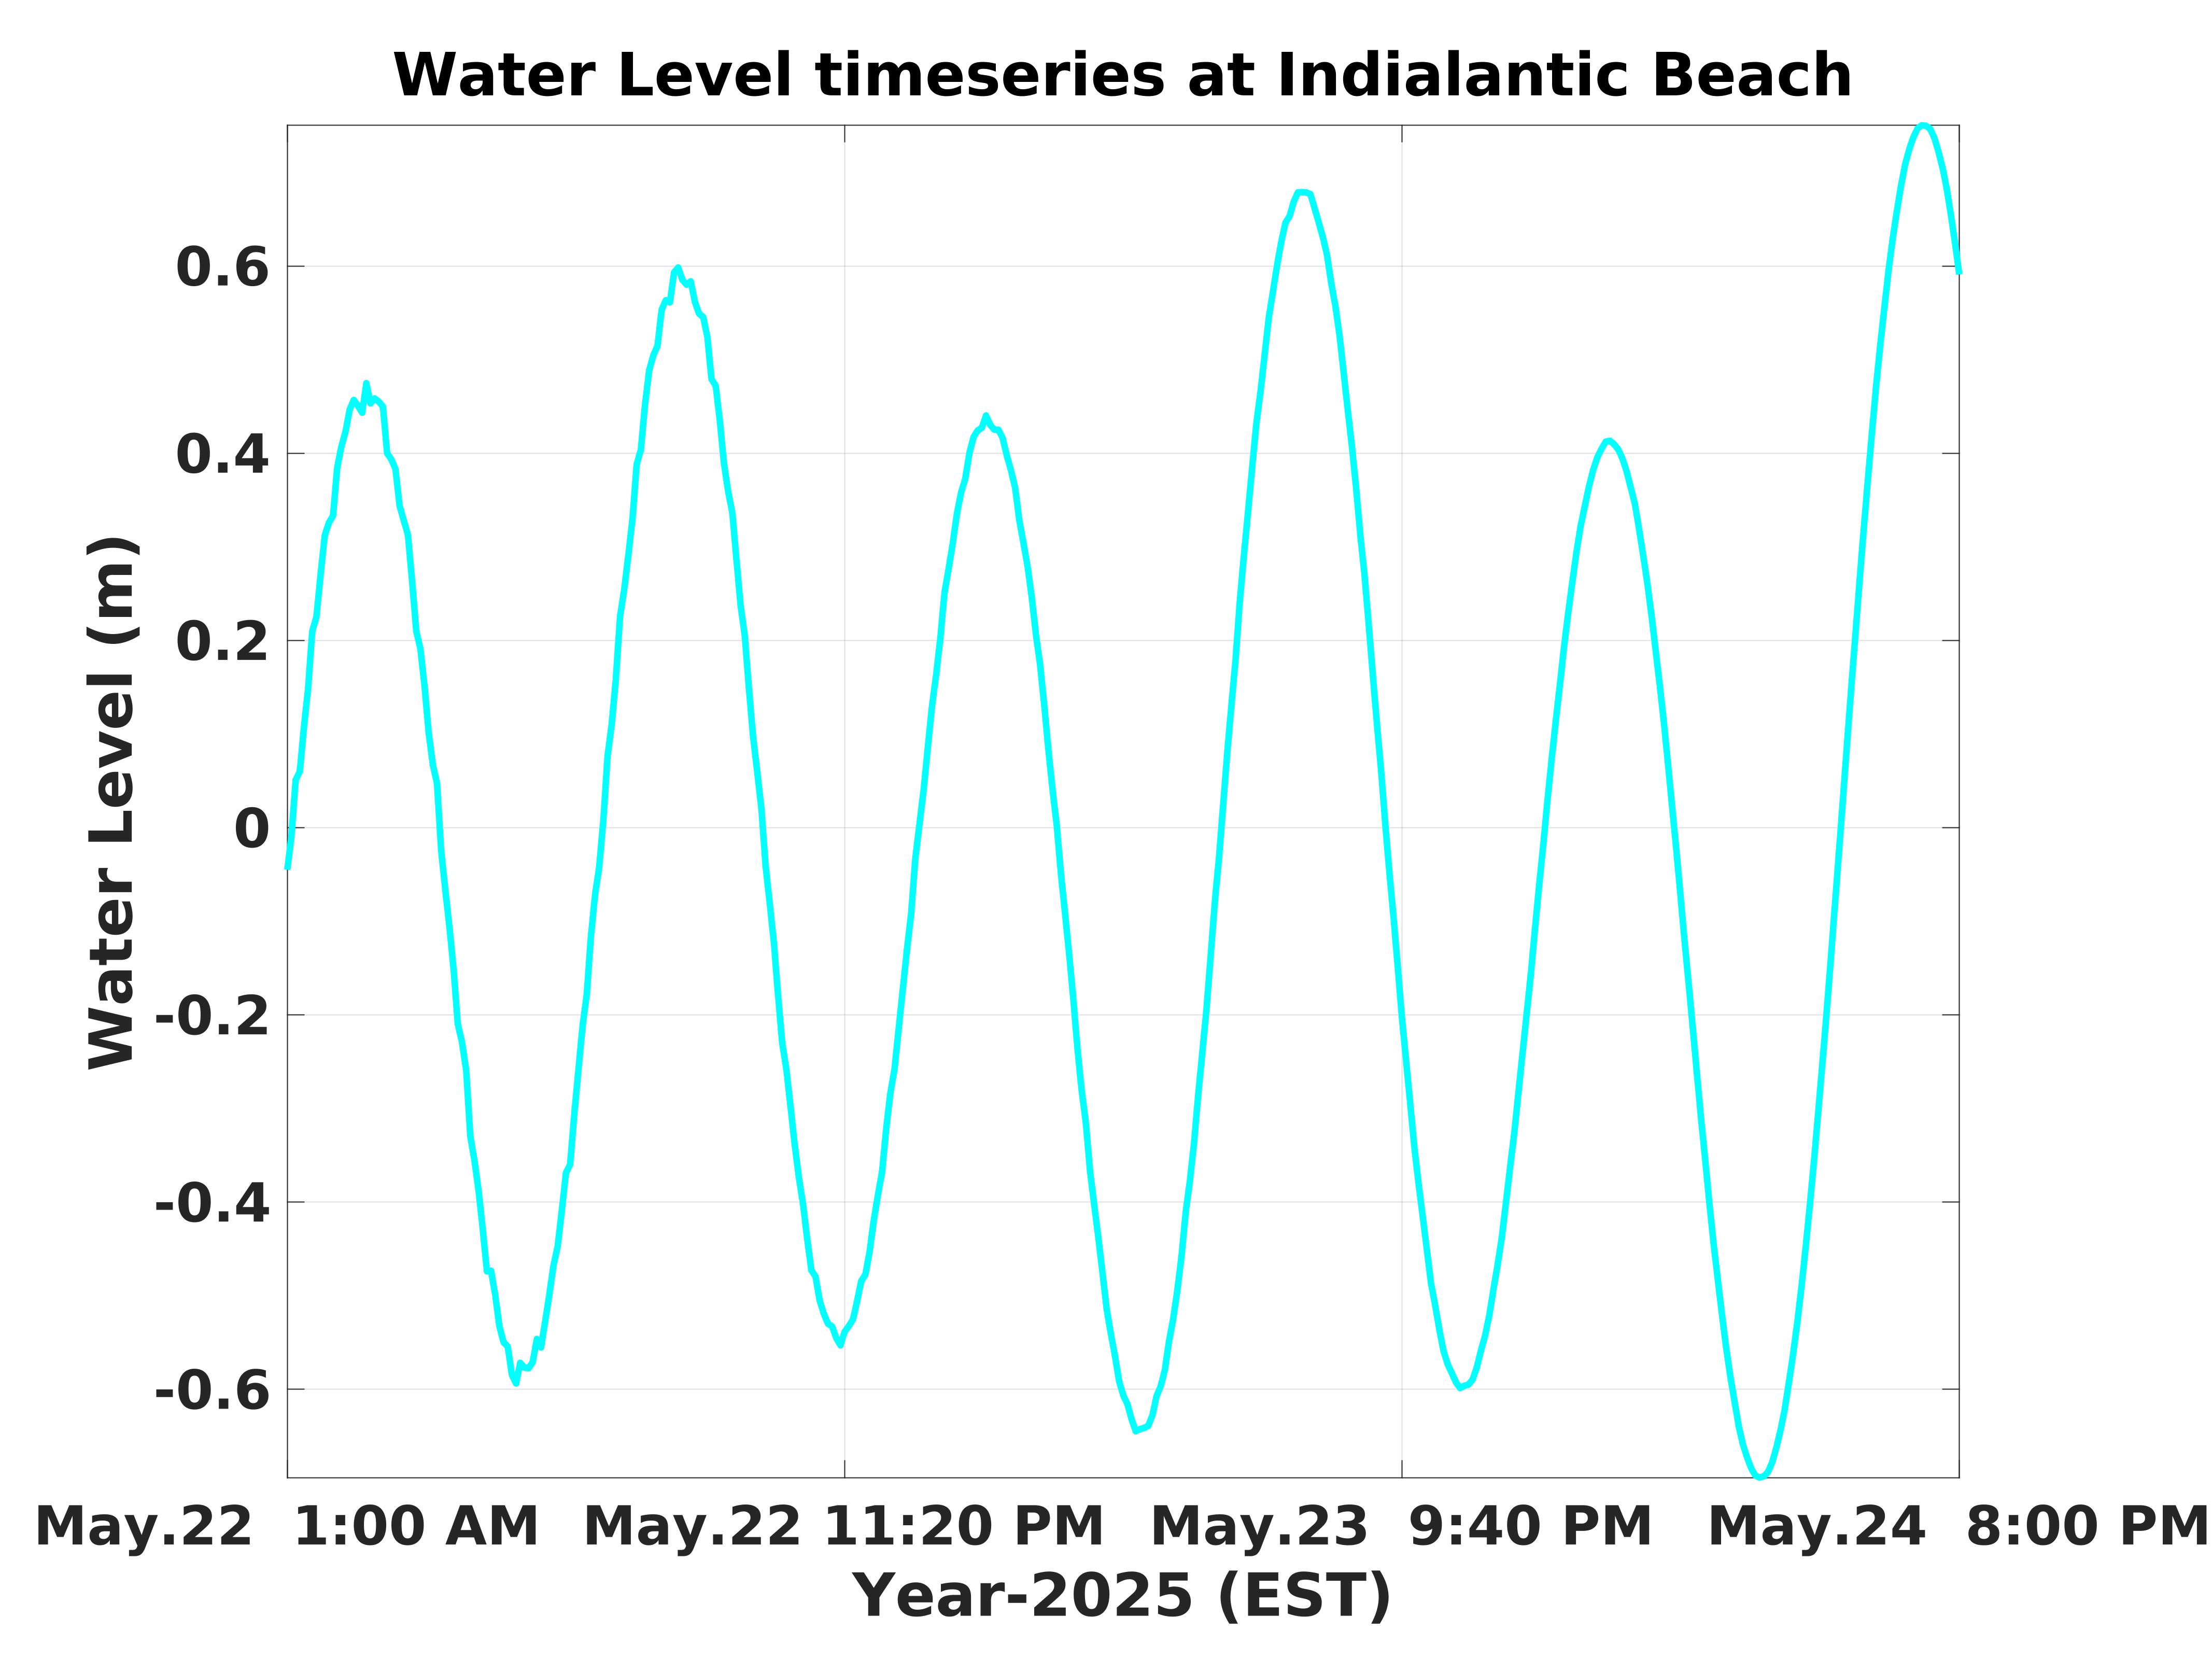 Water Level timeseries at Indialantic Beach
Water Level (m)
0.6
0.4
0.2
0
-0.2
-0.4
-0.6
May.22  1:00 AM  May.22 11:20 PM  May.23  9:40 PM  May.24  8:00 PM
Year-2025 (EST)